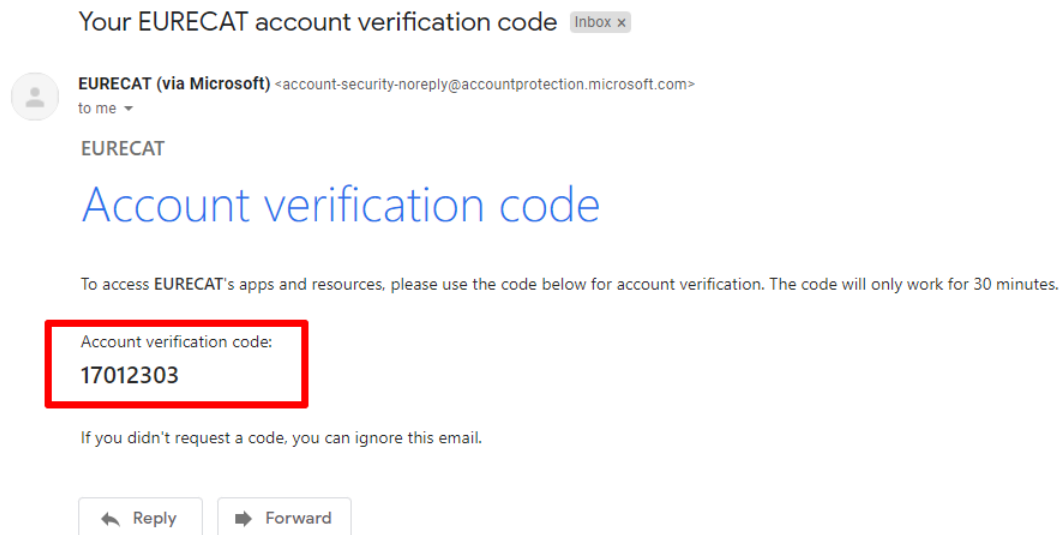 Your EURECAT account verification code Inbox ×
EURECAT (via Microsoft) <account-security-noreply@accountprotection.microsoft.com>
to me
EURECAT
Account verification code
To access EURECAT's apps and resources, please use the code below for account verification. The code will only work for 30 minutes.
Account verification code:
17012303
If you didn't request a code, you can ignore this email.
Reply Forward